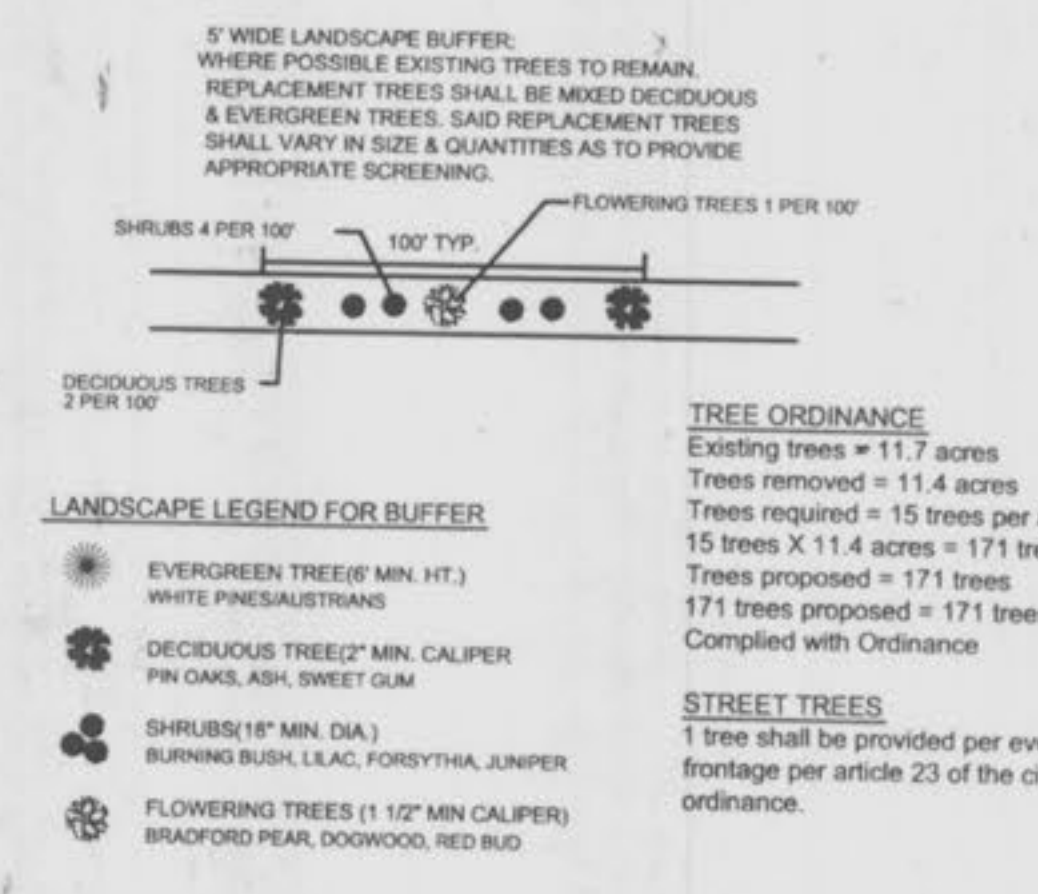 5' WIDE LANDSCAPE BUFFER:
WHERE POSSIBLE EXISTING TREES TO REMAIN.
REPLACEMENT TREES SHALL BE MIXED DECIDUOUS
& EVERGREEN TREES. SAID REPLACEMENT TREES
SHALL VARY IN SIZE & QUANTITIES AS TO PROVIDE
APPROPRIATE SCREENING.
FLOWERING TREES 1 PER 100'
SHRUBS 4 PER 100'
100' TYP.
DECIDUOUS TREES
2 PER 100'
LANDSCAPE LEGEND FOR BUFFER
EVERGREEN TREE(6' MIN. HT.)
WHITE PINES/AUSTRIANS
DECIDUOUS TREE(2" MIN. CALIPER
PIN OAKS, ASH, SWEET GUM
SHRUBS(18" MIN. DIA.)
BURNING BUSH, LILAC, FORSYTHIA, JUNIPER
FLOWERING TREES (1 1/2" MIN CALIPER)
BRADFORD PEAR, DOGWOOD, RED BUD
TREE ORDINANCE
Existing trees = 11.7 acres
Trees removed = 11.4 acres
Trees required = 15 trees per
15 trees X 11.4 acres = 171 tre
Trees proposed = 171 trees
171 trees proposed = 171 tree
Complied with Ordinance
STREET TREES
1 tree shall be provided per ev
frontage per article 23 of the ci
ordinance.